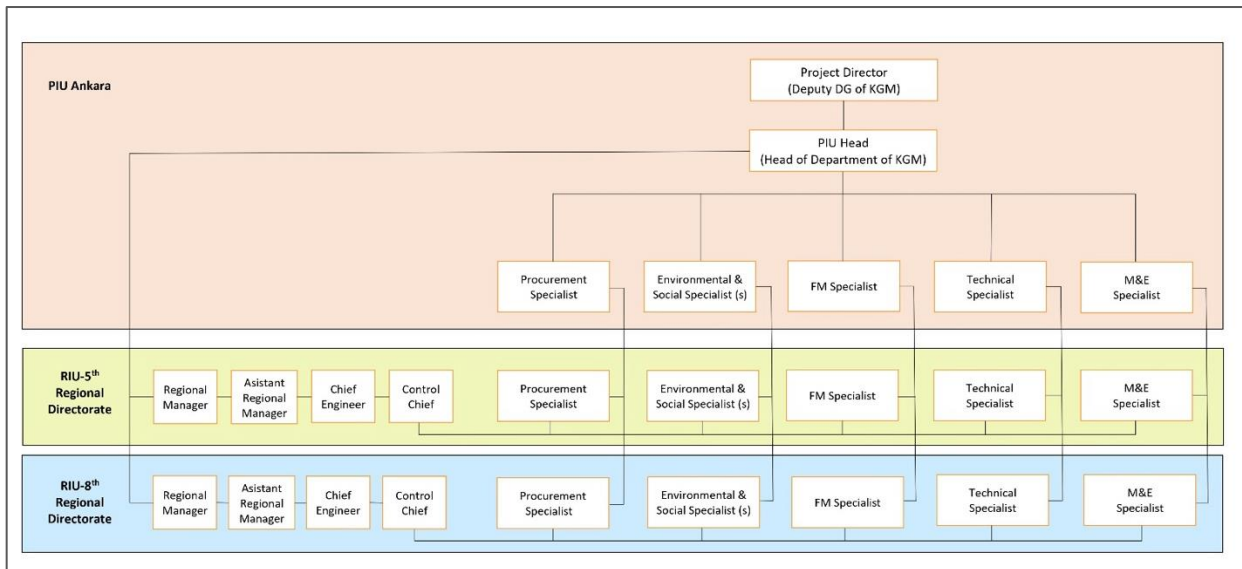 PIU Ankara
Project Director
(Deputy DG of KGM)
PIU Head
(Head of Department of KGM)
Procurement
Specialist
Environmental &
Social Specialist (s)
FM Specialist
Technical
Specialist
M&E
Specialist
RIU-5th
Regional
Directorate
Regional
Manager
Asistant
Regional
Manager
Chief
Engineer
Control
Chief
Procurement
Specialist
Environmental &
Social Specialist (s)
FM Specialist
Technical
Specialist
M&E
Specialist
RIU-8th
Regional
Directorate
Regional
Manager
Asistant
Regional
Manager
Chief
Engineer
Control
Chief
Procurement
Specialist
Environmental &
Social Specialist (s)
FM Specialist
Technical
Specialist
M&E
Specialist